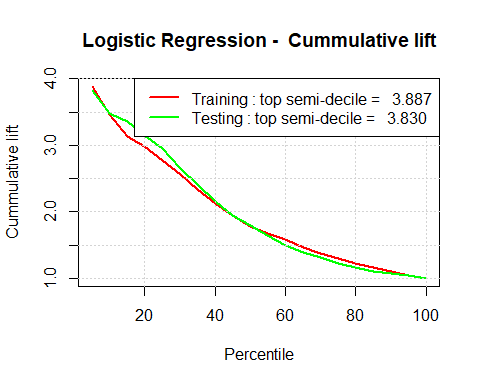 Logistic Regression -  Cummulative lift
Training : top semi-decile =   3.887
Testing : top semi-decile =   3.830
Cummulative lift
4.0
3.0
2.0
1.0
20 40 60 80 100
Percentile